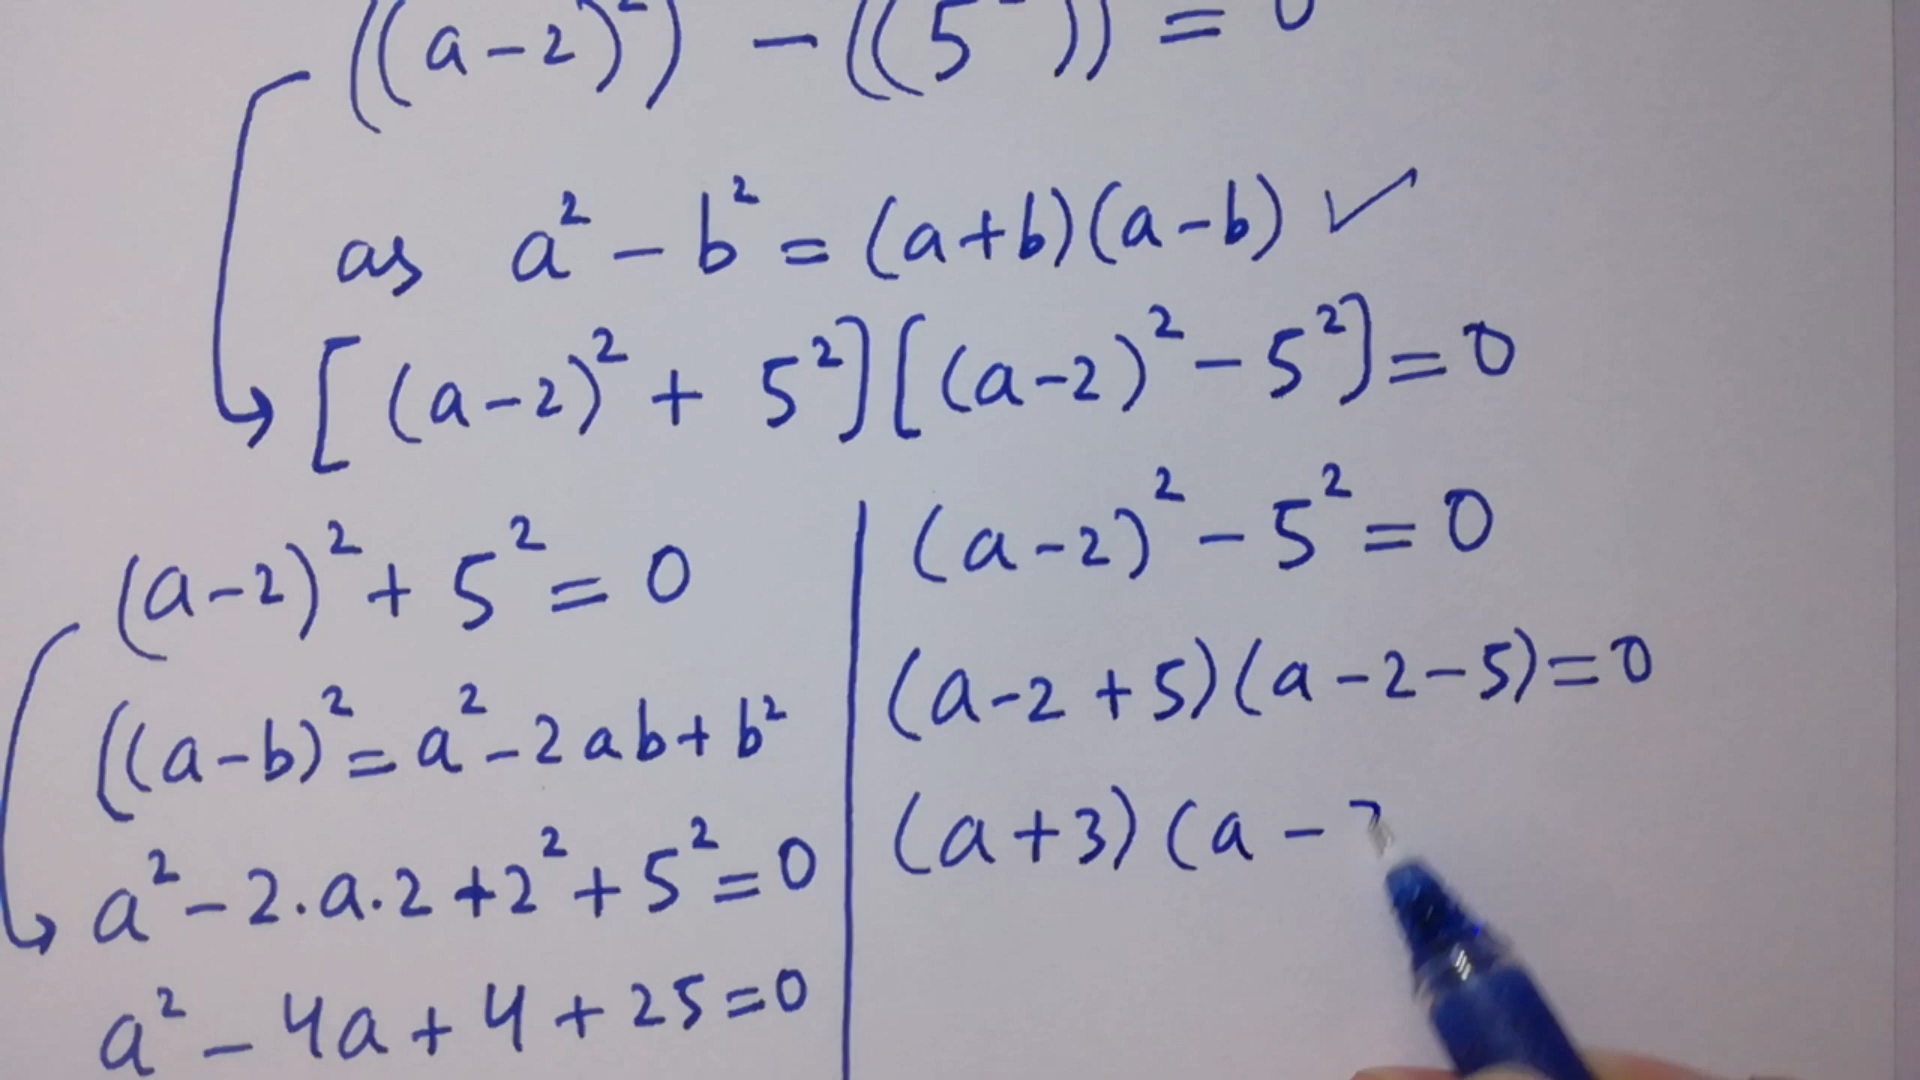 ((a-2)²) - ((5²)) = 0
as a² - b² = (a+b)(a-b) ✓
[(a-2)² + 5²][(a-2)² - 5²] = 0
(a-2)² + 5² = 0
((a-b)² = a² - 2ab + b²
a² - 2.a.2 + 2² + 5² = 0
a² - 4a + 4 + 25 = 0
(a-2)² - 5² = 0
(a-2+5)(a-2-5) = 0
(a+3)(a-